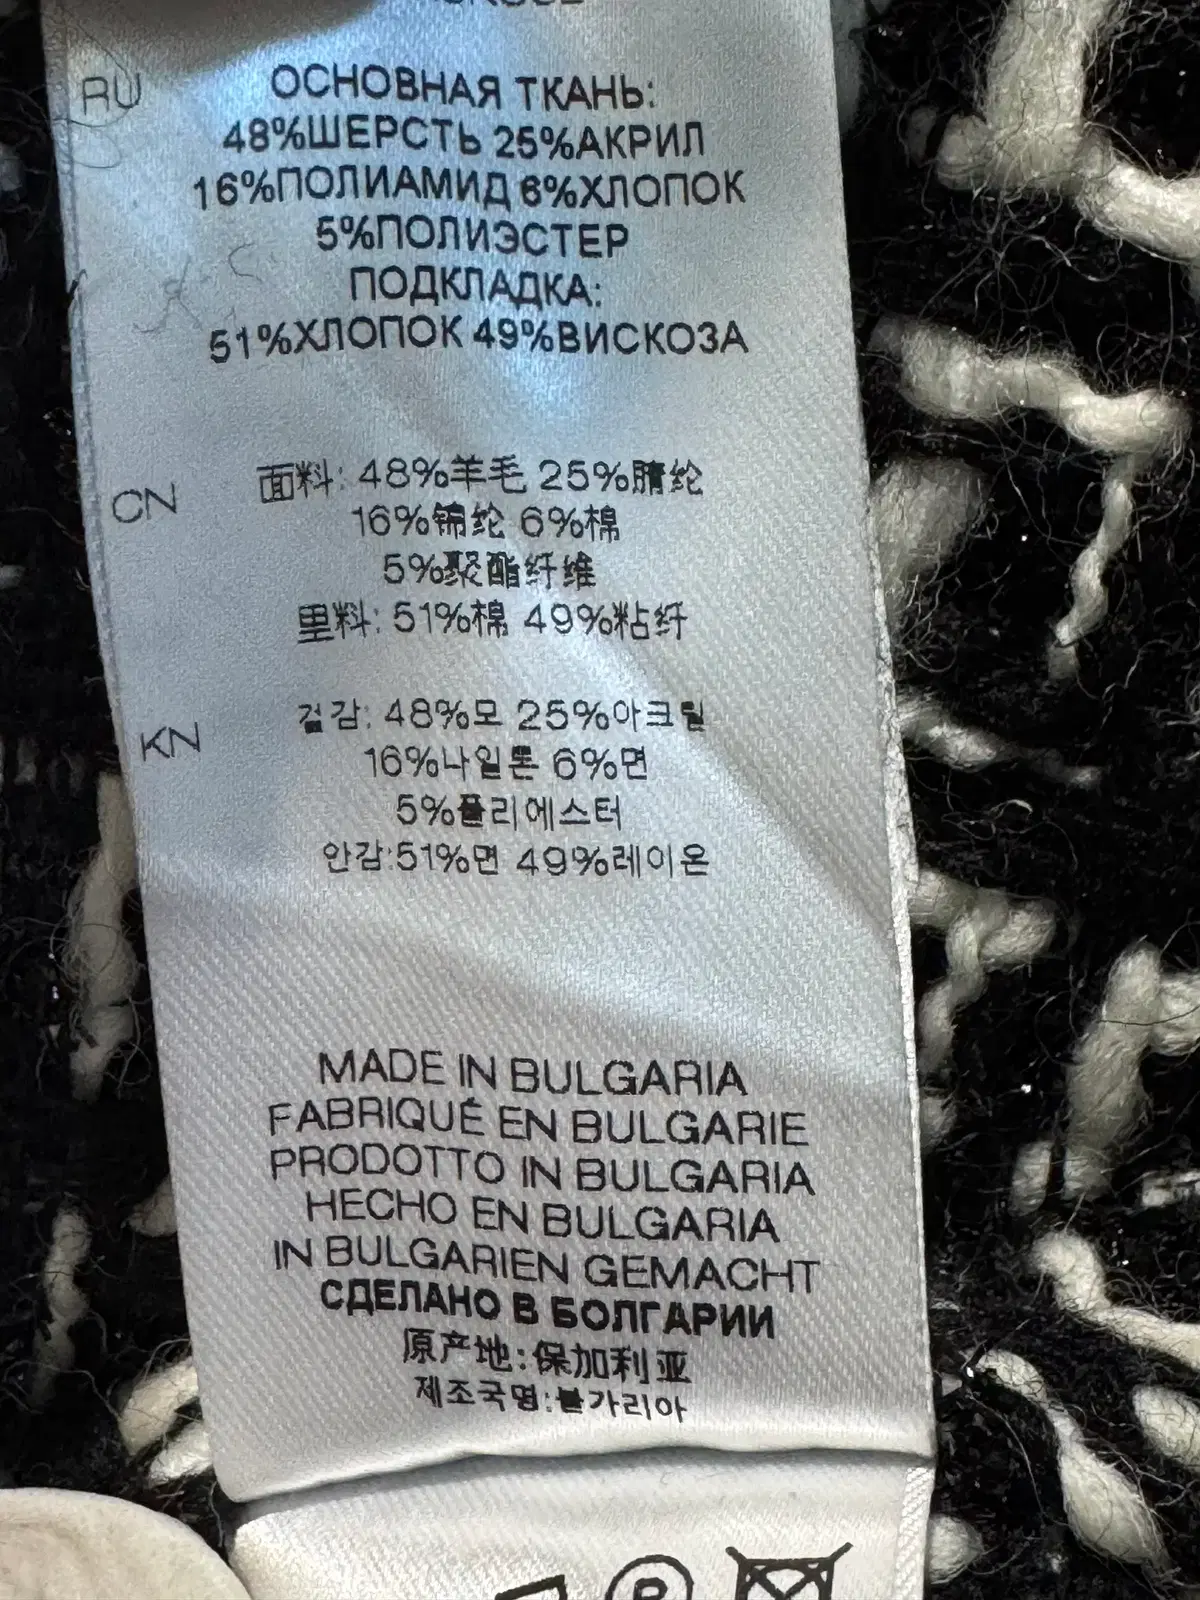 RU
ОСНОВНАЯ ТКАНЬ:
48%ШЕРСТЬ 25%АКРИЛ
16%ПОЛИАМИД 6%ХЛОПОК
5%ПОЛИЭСТЕР
ПОДКЛАДКА:
51%ХЛОПОК 49%ВИСКОЗА
CN
面料: 48%羊毛 25%腈纶
16%锦纶 6%棉
5%聚酯纤维
里料: 51%棉 49%粘纤
KN
겉감: 48%모 25%아크릴
16%나일론 6%면
5%폴리에스터
안감:51%면 49%레이온
MADE IN BULGARIA
FABRIQUÉ EN BULGARIE
PRODOTTO IN BULGARIA
HECHO EN BULGARIA
IN BULGARIEN GEMACHT
СДЕЛАНО В БОЛГАРИИ
原产地:保加利亚
제조국명:불가리아
P